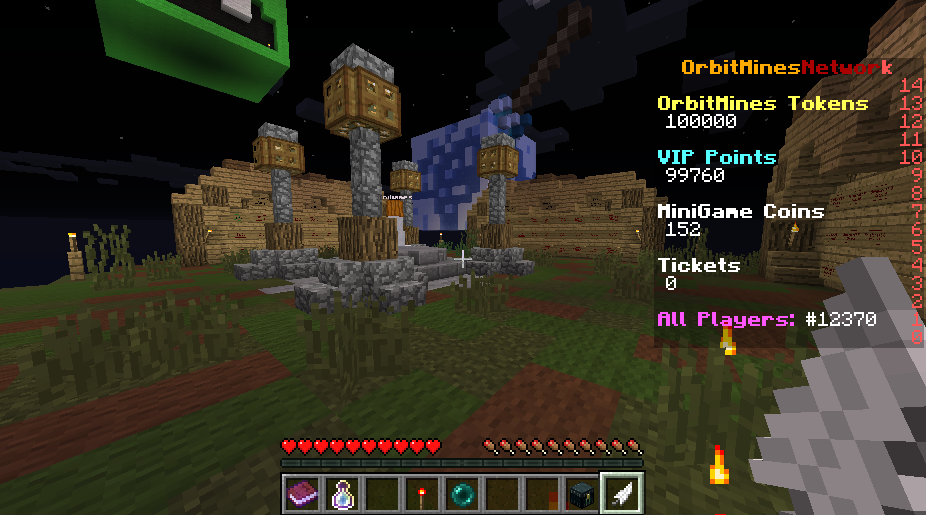 OrbitMinesNetwork
14
OrbitMines Tokens 13
100000 12
11
VIP Points 10
99760 9
8
MiniGame Coins 7
152 6
5
Tickets 4
0 3
2
All Players: #12370 1
0